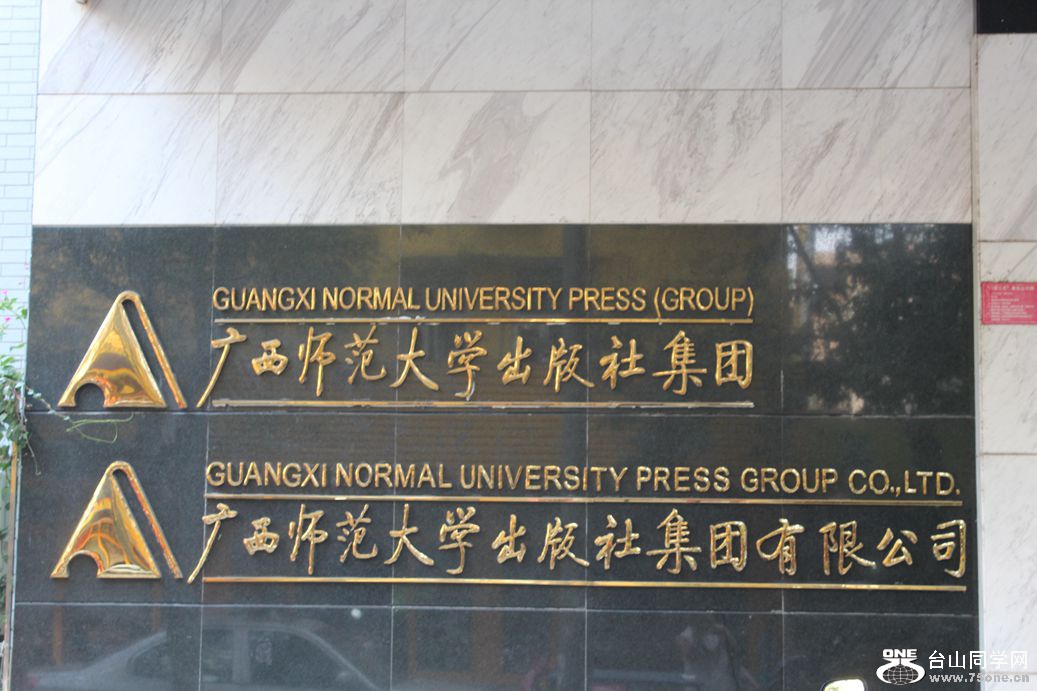 GUANGXI NORMAL UNIVERSITY PRESS (GROUP)
广西师范大学出版社集团
GUANGXI NORMAL UNIVERSITY PRESS GROUP CO.,LTD.
广西师范大学出版社集团有限公司
ONE 台山同学网
www.75one.cn